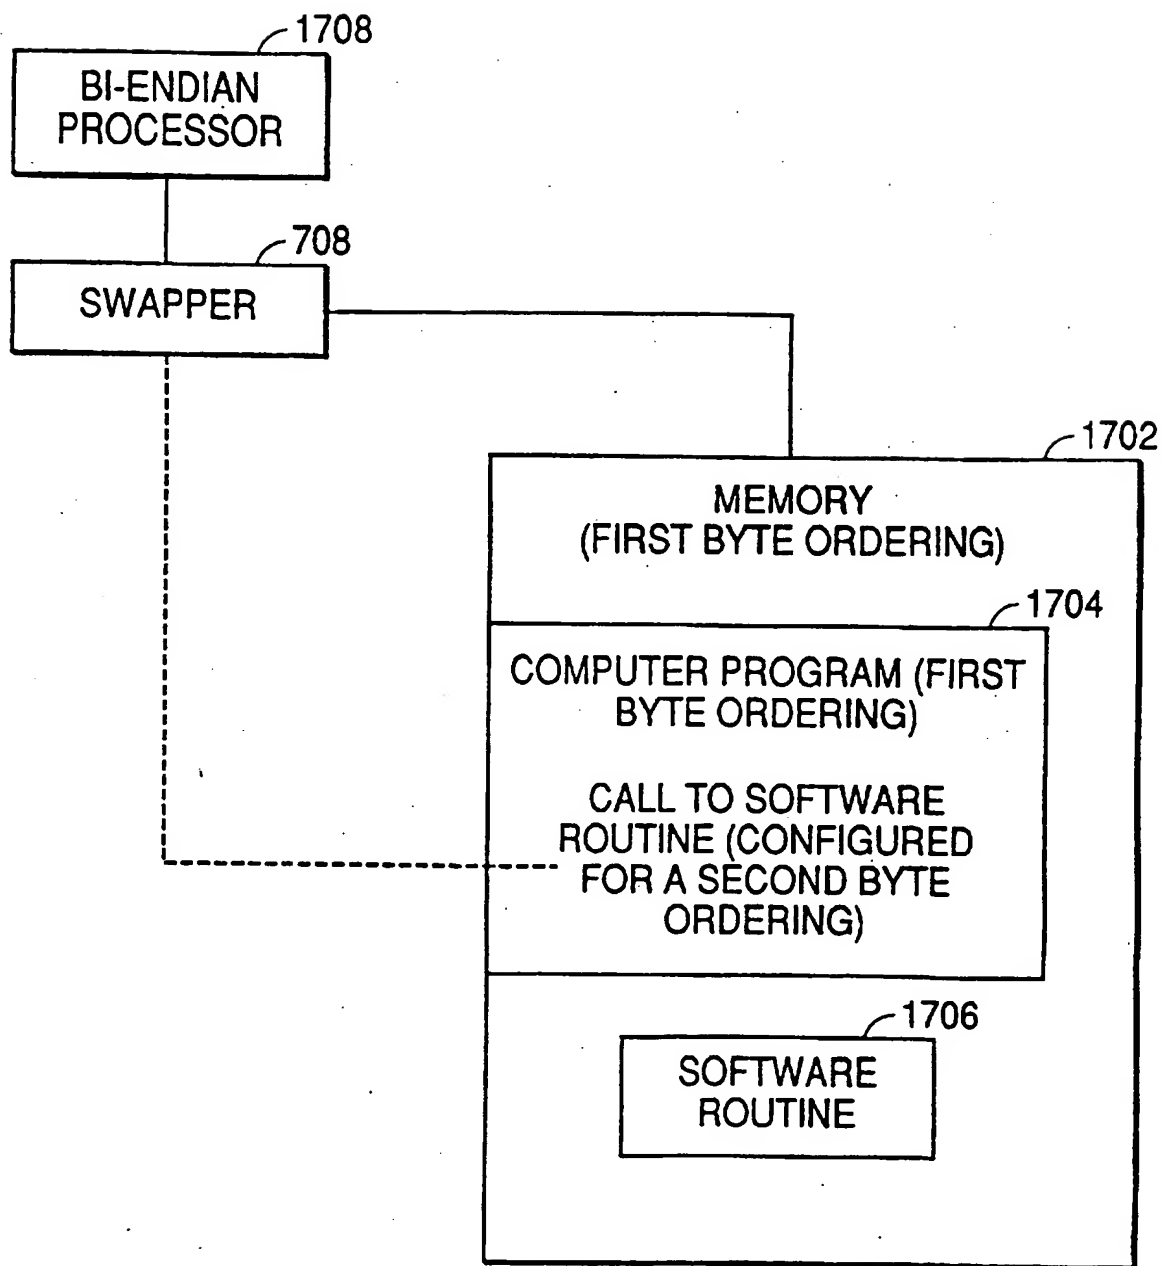 1708
BI-ENDIAN
PROCESSOR
708
SWAPPER
1702
MEMORY
(FIRST BYTE ORDERING)
1704
COMPUTER PROGRAM (FIRST
BYTE ORDERING)
CALL TO SOFTWARE
ROUTINE (CONFIGURED
FOR A SECOND BYTE
ORDERING)
1706
SOFTWARE
ROUTINE